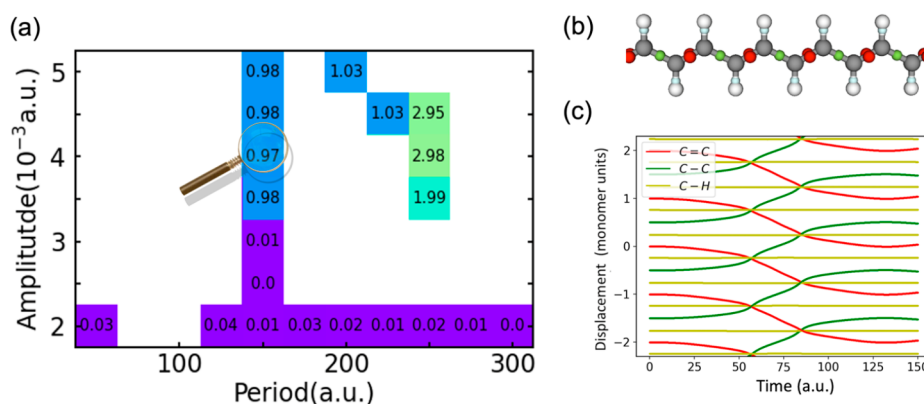 (a)
Amplitutde(10⁻³a.u.)
5
0.98 1.03
0.98 1.03 2.95
4
0.97 2.98
0.98 1.99
3
0.01
0.0
2
-0.03 0.04 0.01 0.03 0.02 0.01 0.02 0.01 0.0
100 200 300
Period(a.u.)
(b)
(c)
C=C
C−C
C−H
Displacement (monomer units)
2
1
0
−1
−2
0 25 50 75 100 125 150
Time (a.u.)